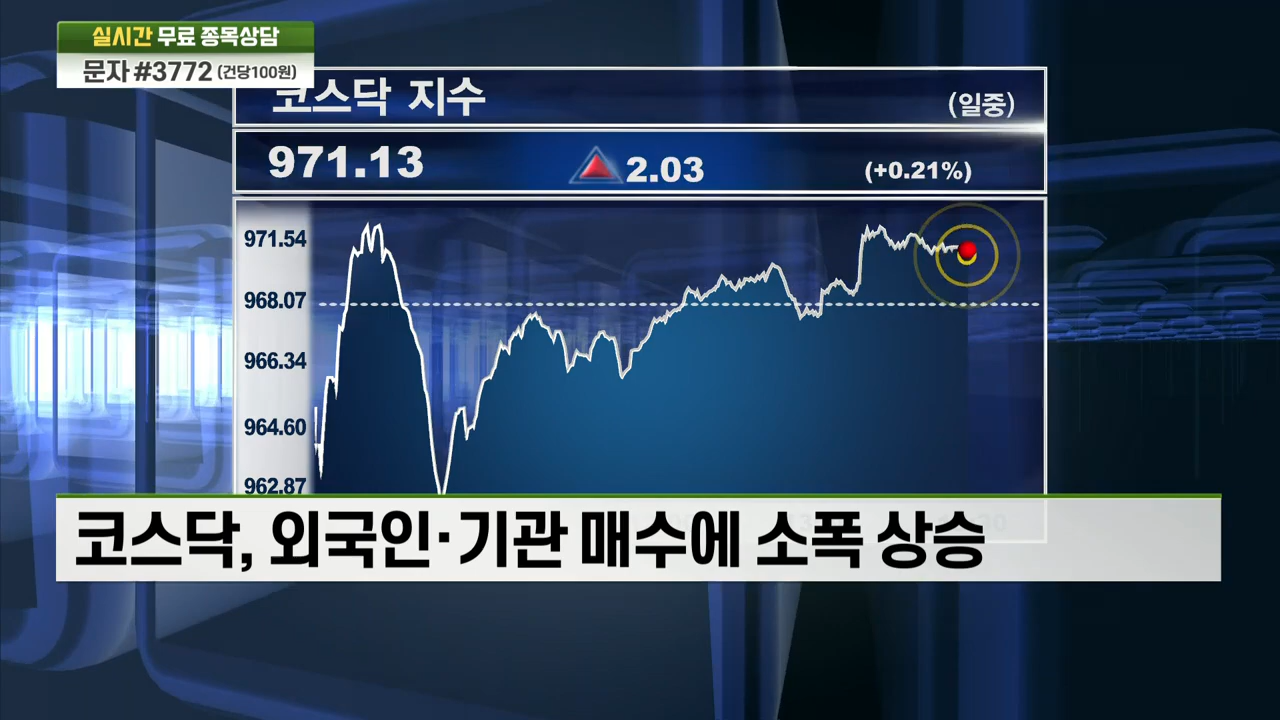 실시간 무료 종목상담
문자 #3772 (건당100원)
코스닥 지수 (일중)
971.13 2.03 (+0.21%)
971.54
968.07
966.34
964.60
962.87
코스닥, 외국인·기관 매수에 소폭 상승